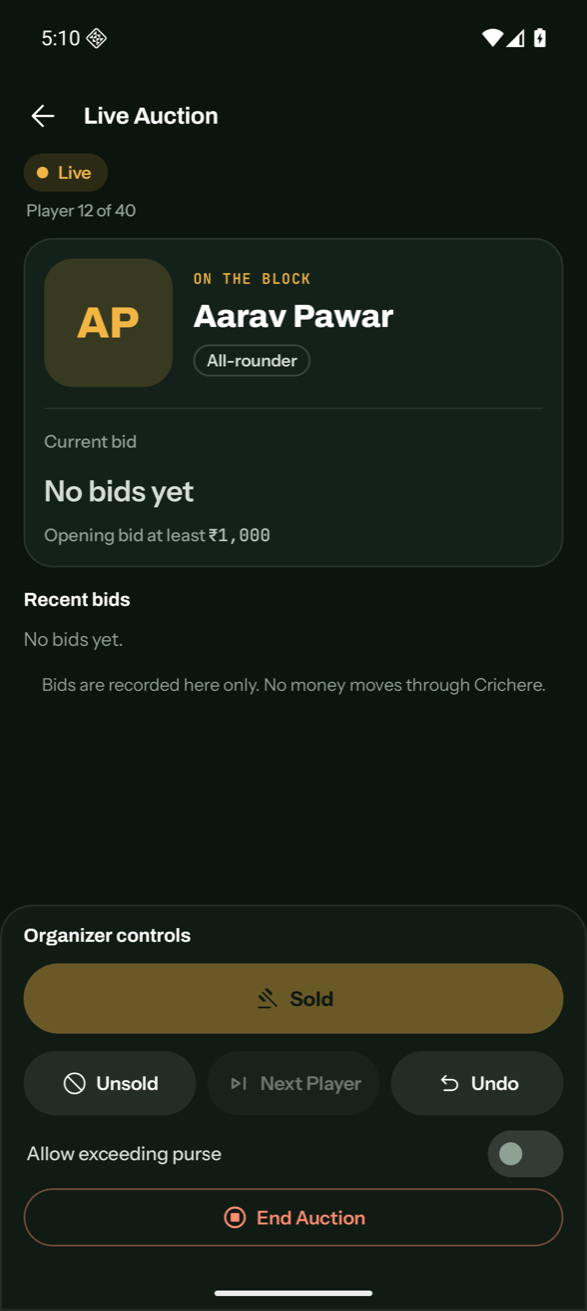 5:10
Live Auction
Live
Player 12 of 40
AP
ON THE BLOCK
Aarav Pawar
All-rounder
Current bid
No bids yet
Opening bid at least ₹1,000
Recent bids
No bids yet.
Bids are recorded here only. No money moves through Crichere.
Organizer controls
Sold
Unsold
Next Player
Undo
Allow exceeding purse
End Auction